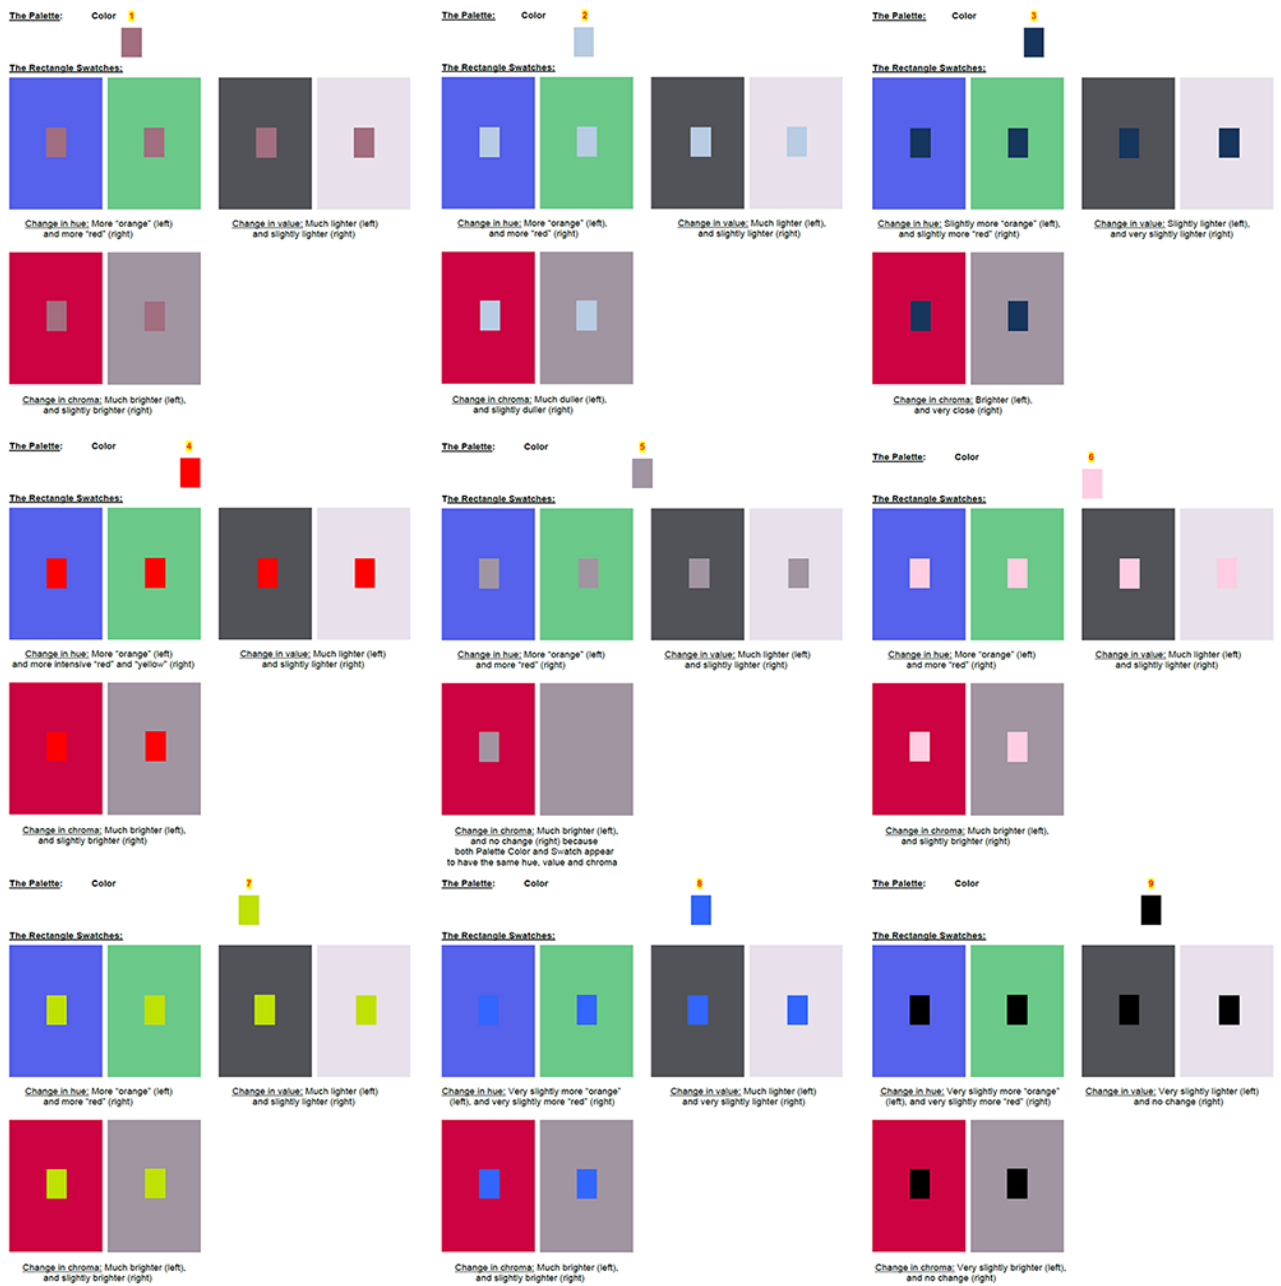 The Palette: Color 1
The Rectangle Swatches:
Change in hue: More "orange" (left)
and more "red" (right)
Change in value: Much lighter (left)
and slightly lighter (right)
Change in chroma: Much brighter (left),
and slightly brighter (right)
The Palette: Color 2
The Rectangle Swatches:
Change in hue: More "orange" (left),
and more "red" (right)
Change in value: Much lighter (left),
and slightly lighter (right)
Change in chroma: Much duller (left),
and slightly duller (right)
The Palette: Color 3
The Rectangle Swatches:
Change in hue: Slightly more "orange" (left),
and slightly more "red" (right)
Change in value: Slightly lighter (left),
and very slightly lighter (right)
Change in chroma: Brighter (left),
and very close (right)
The Palette: Color 4
The Rectangle Swatches:
Change in hue: More "orange" (left)
and more intensive "red" and "yellow" (right)
Change in value: Much lighter (left)
and slightly lighter (right)
Change in chroma: Much brighter (left),
and slightly brighter (right)
The Palette: Color 5
The Rectangle Swatches:
Change in hue: More "orange" (left)
and more "red" (right)
Change in value: Much lighter (left)
and slightly lighter (right)
Change in chroma: Much brighter (left),
and no change (right) because
both Palette Color and Swatch appear
to have the same hue, value and chroma
The Palette: Color 6
The Rectangle Swatches:
Change in hue: More "orange" (left)
and more "red" (right)
Change in value: Much lighter (left)
and slightly lighter (right)
Change in chroma: Much brighter (left),
and slightly brighter (right)
The Palette: Color 7
The Rectangle Swatches:
Change in hue: More "orange" (left)
and more "red" (right)
Change in value: Much lighter (left)
and slightly lighter (right)
Change in chroma: Much brighter (left),
and slightly brighter (right)
The Palette: Color 8
The Rectangle Swatches:
Change in hue: Very slightly more "orange"
(left), and very slightly more "red" (right)
Change in value: Much lighter (left)
and very slightly lighter (right)
Change in chroma: Much brighter (left),
and slightly brighter (right)
The Palette: Color 9
The Rectangle Swatches:
Change in hue: Very slightly more "orange"
(left), and very slightly more "red" (right)
Change in value: Very slightly lighter (left)
and no change (right)
Change in chroma: Very slightly brighter (left),
and no change (right)